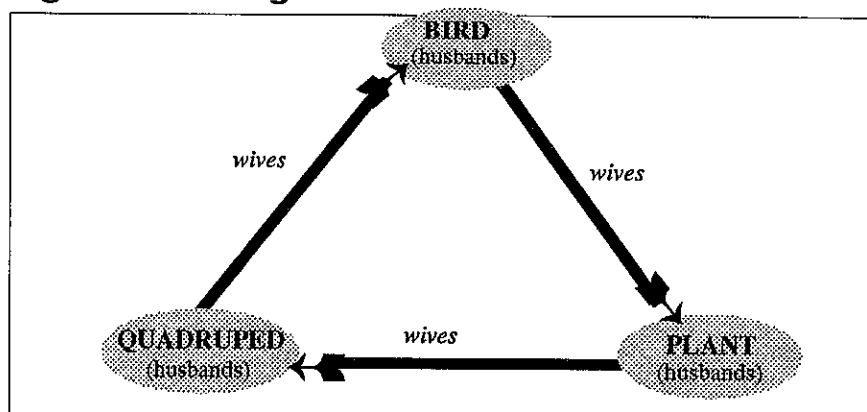 BIRD
(husbands)
wives
wives
QUADRUPED
(husbands)
wives
PLANT
(husbands)